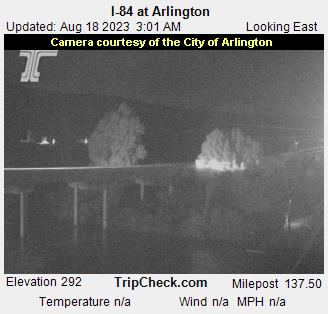 I-84 at Arlington
Updated: Aug 18 2023 3:01 AM Looking East
Camera courtesy of the City of Arlington
Elevation 292 TripCheck.com Milepost 137.50
Temperature n/a Wind n/a MPH n/a